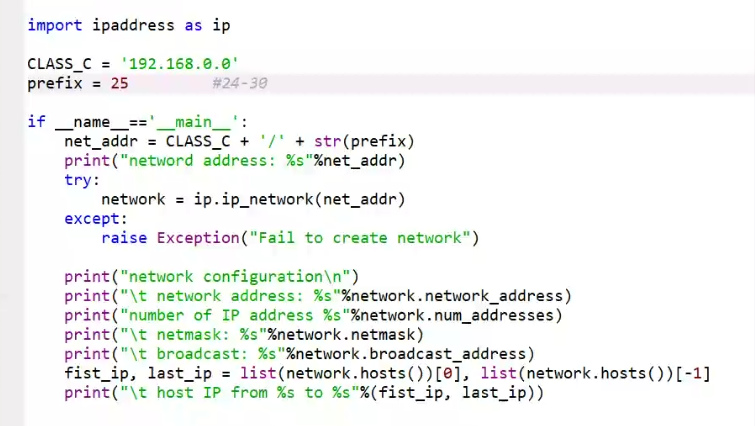 import ipaddress as ip
CLASS_C = '192.168.0.0'
prefix = 25 #24-30
if __name__=='__main__':
net_addr = CLASS_C + '/' + str(prefix)
print("netword address: %s"%net_addr)
try:
network = ip.ip_network(net_addr)
except:
raise Exception("Fail to create network")
print("network configuration\n")
print("\t network address: %s"%network.network_address)
print("number of IP address %s"%network.num_addresses)
print("\t netmask: %s"%network.netmask)
print("\t broadcast: %s"%network.broadcast_address)
fist_ip, last_ip = list(network.hosts())[0], list(network.hosts())[-1]
print("\t host IP from %s to %s"%(fist_ip, last_ip))